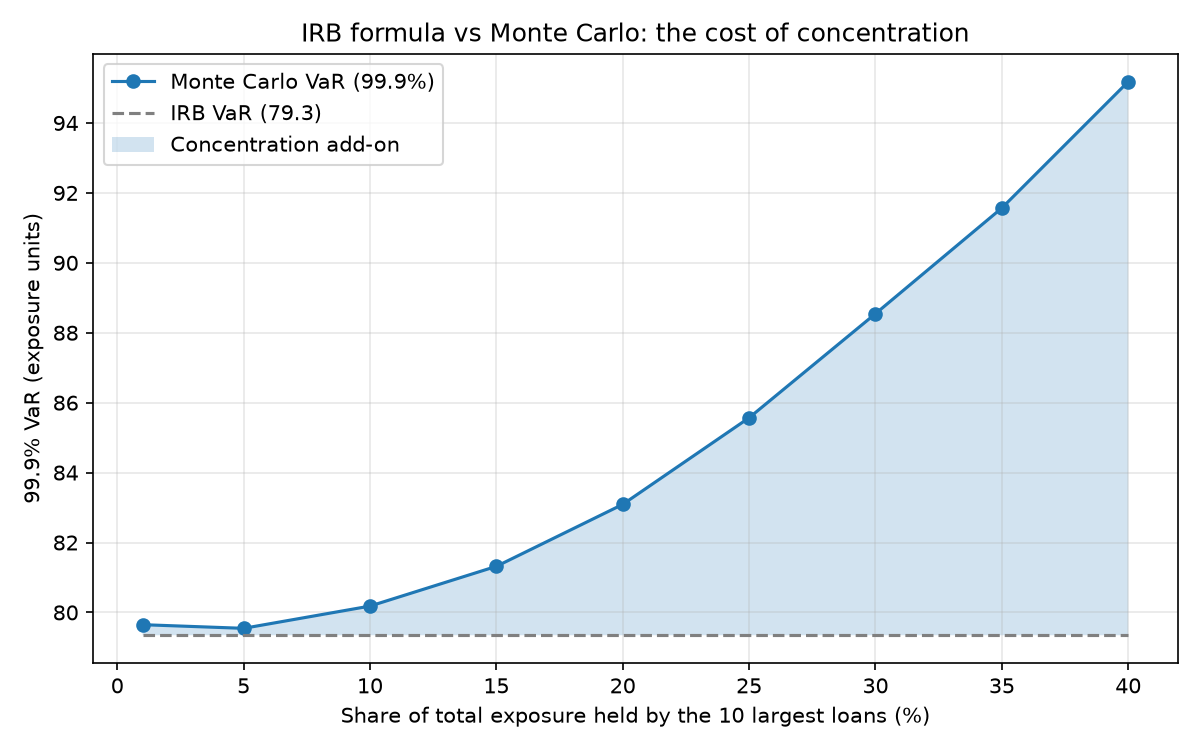 IRB formula vs Monte Carlo: the cost of concentration
Monte Carlo VaR (99.9%)
IRB VaR (79.3)
Concentration add-on
99.9% VaR (exposure units)
94
92
90
88
86
84
82
80
0 5 10 15 20 25 30 35 40
Share of total exposure held by the 10 largest loans (%)